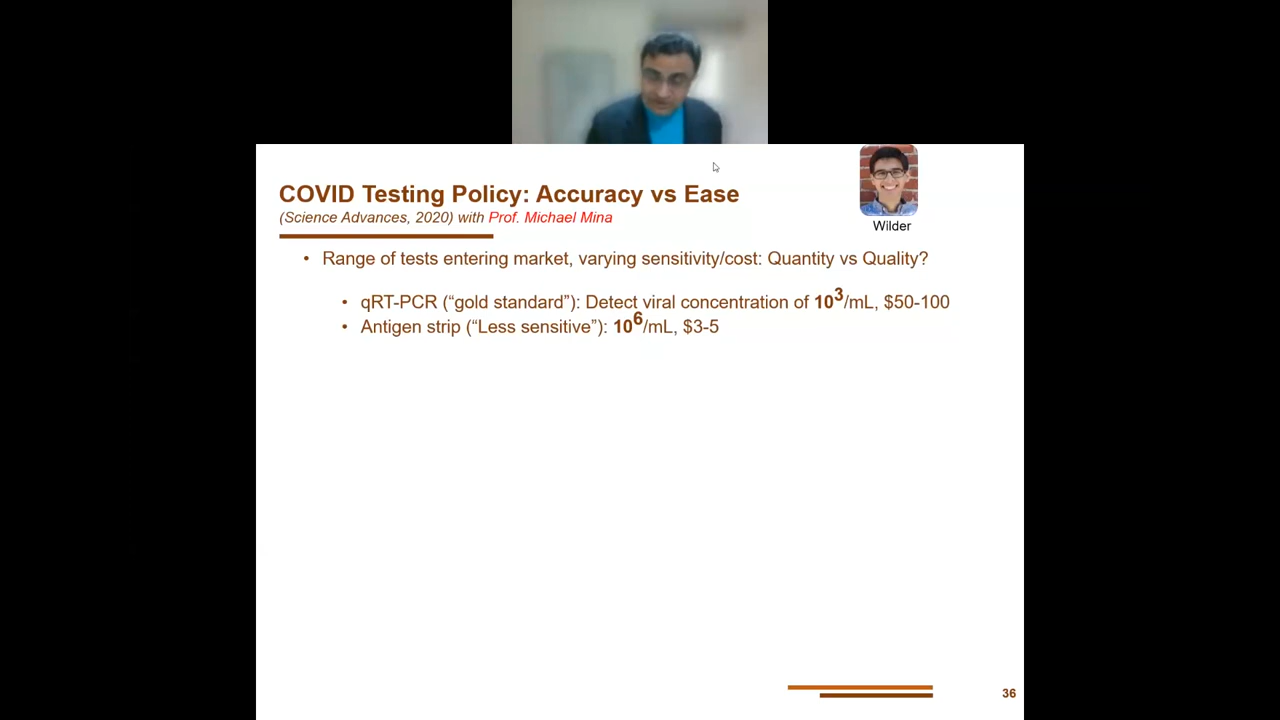 COVID Testing Policy: Accuracy vs Ease
(Science Advances, 2020) with Prof. Michael Mina
Wilder
• Range of tests entering market, varying sensitivity/cost: Quantity vs Quality?
• qRT-PCR (“gold standard”): Detect viral concentration of 10³/mL, $50-100
• Antigen strip (“Less sensitive”): 10⁶/mL, $3-5
36